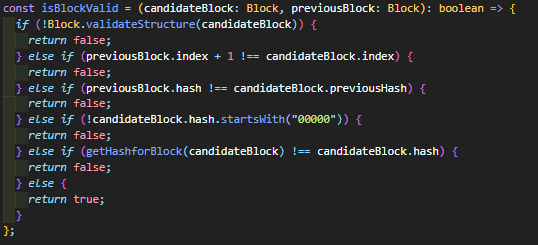 const isBlockValid = (candidateBlock: Block, previousBlock: Block): boolean => {
  if (!Block.validateStructure(candidateBlock)) {
    return false;
  } else if (previousBlock.index + 1 !== candidateBlock.index) {
    return false;
  } else if (previousBlock.hash !== candidateBlock.previousHash) {
    return false;
  } else if (!candidateBlock.hash.startsWith("00000")) {
    return false;
  } else if (getHashforBlock(candidateBlock) !== candidateBlock.hash) {
    return false;
  } else {
    return true;
  }
};